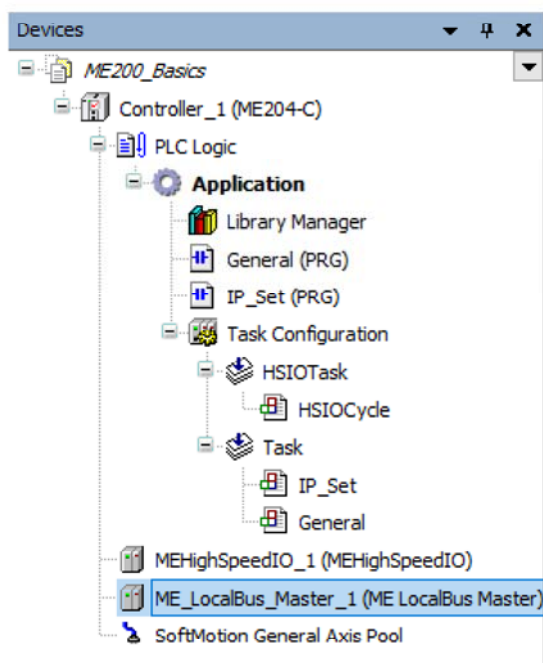 Devices
ME200_Basics
Controller_1 (ME204-C)
PLC Logic
Application
Library Manager
General (PRG)
IP_Set (PRG)
Task Configuration
HSIOTask
HSIOCycle
Task
IP_Set
General
MEHighSpeedIO_1 (MEHighSpeedIO)
ME_LocalBus_Master_1 (ME LocalBus Master)
SoftMotion General Axis Pool